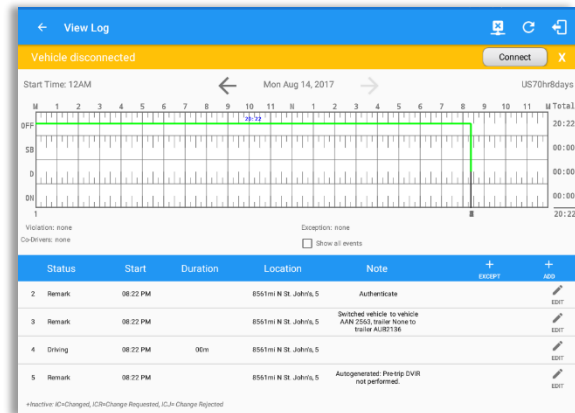 View Log
Vehicle disconnected
Connect X
Start Time: 12AM
Mon Aug 14, 2017
US70hr8days
M 1 2 3 4 5 6 7 8 9 10 11 N 1 2 3 4 5 6 7 8 9 10 11 M Total
OFF 20:22 20:22
SB 00:00
D 00:00
ON 00:00
1 20:22
Violation: none
Exception: none
Co-Drivers: none
Show all events
Status Start Duration Location Note + EXCEPT + ADD
2 Remark 08:22 PM 8561mi N St. John's, 5 Authenticate EDIT
3 Remark 08:22 PM 8561mi N St. John's, 5 Switched vehicle to vehicle
AAN 2563, trailer None to
trailer AUR2136
EDIT
4 Driving 08:22 PM 00m 8561mi N St. John's, 5 EDIT
5 Remark 08:22 PM 8561mi N St. John's, 5 Autogenerated: Pre-trip DVIR
not performed.
EDIT
+Inactive: IC=Changed, ICR=Change Requested, ICJ= Change Rejected